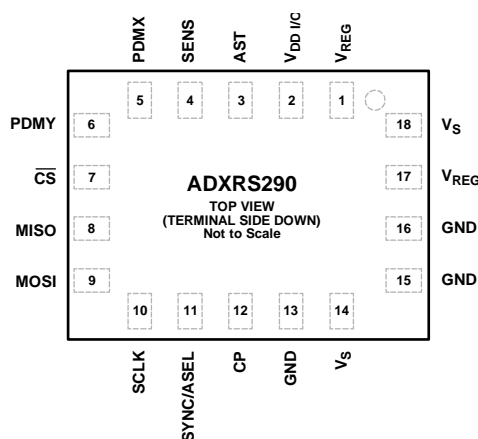 PDMX
SENS
AST
VDD I/O
VREG
5
4
3
2
1
PDMY
6
18
VS
CS
7
ADXRS290
17
VREG
TOP VIEW
(TERMINAL SIDE DOWN)
Not to Scale
MISO
8
16
GND
MOSI
9
15
GND
10
11
12
13
14
SCLK
SYNC/ASEL
CP
GND
VS